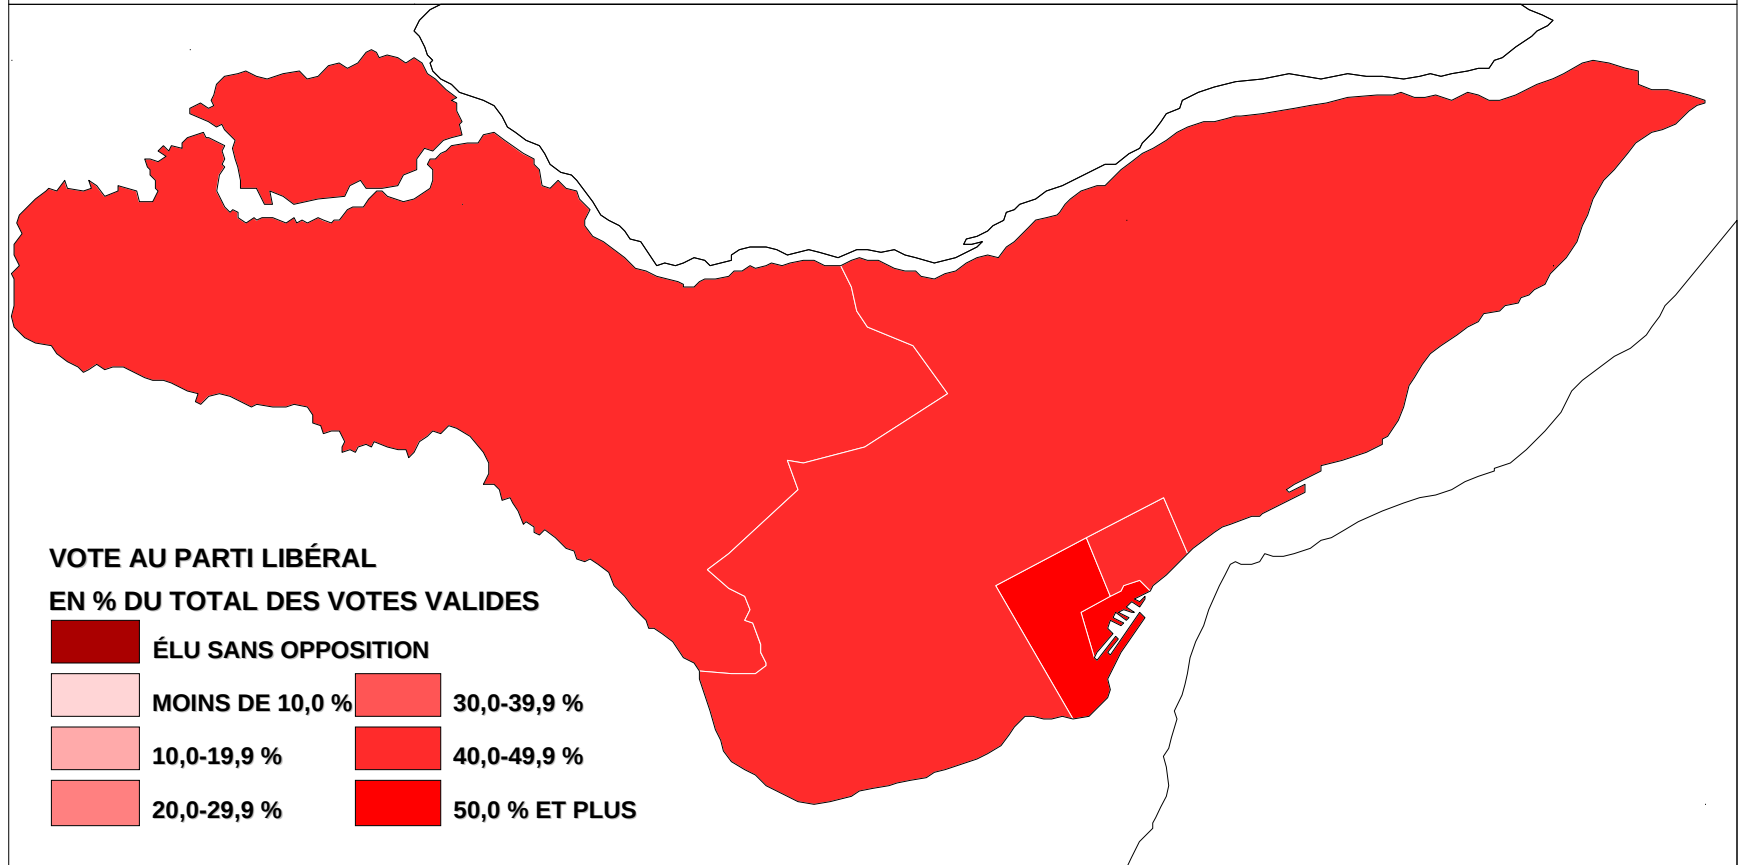 VOTE AU PARTI LIBÉRAL
EN % DU TOTAL DES VOTES VALIDES
ÉLU SANS OPPOSITION
MOINS DE 10,0 %
10,0-19,9 %
20,0-29,9 %
30,0-39,9 %
40,0-49,9 %
50,0 % ET PLUS